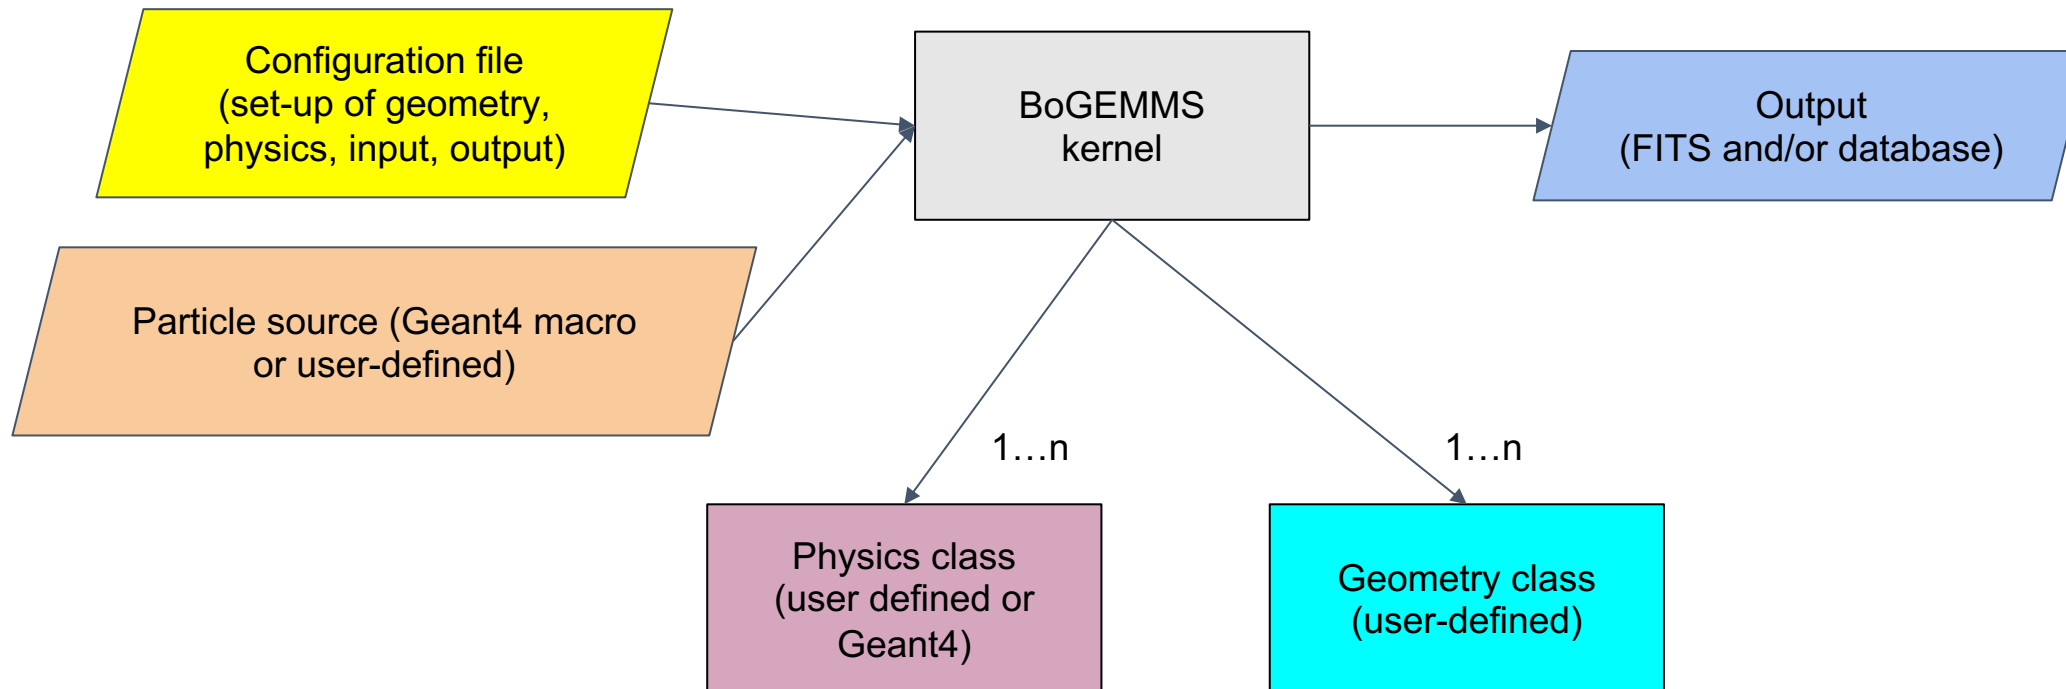 Configuration file
(set-up of geometry,
physics, input, output)
BoGEMMS
kernel
Output
(FITS and/or database)
Particle source (Geant4 macro
or user-defined)
1…n
1…n
Physics class
(user defined or
Geant4)
Geometry class
(user-defined)